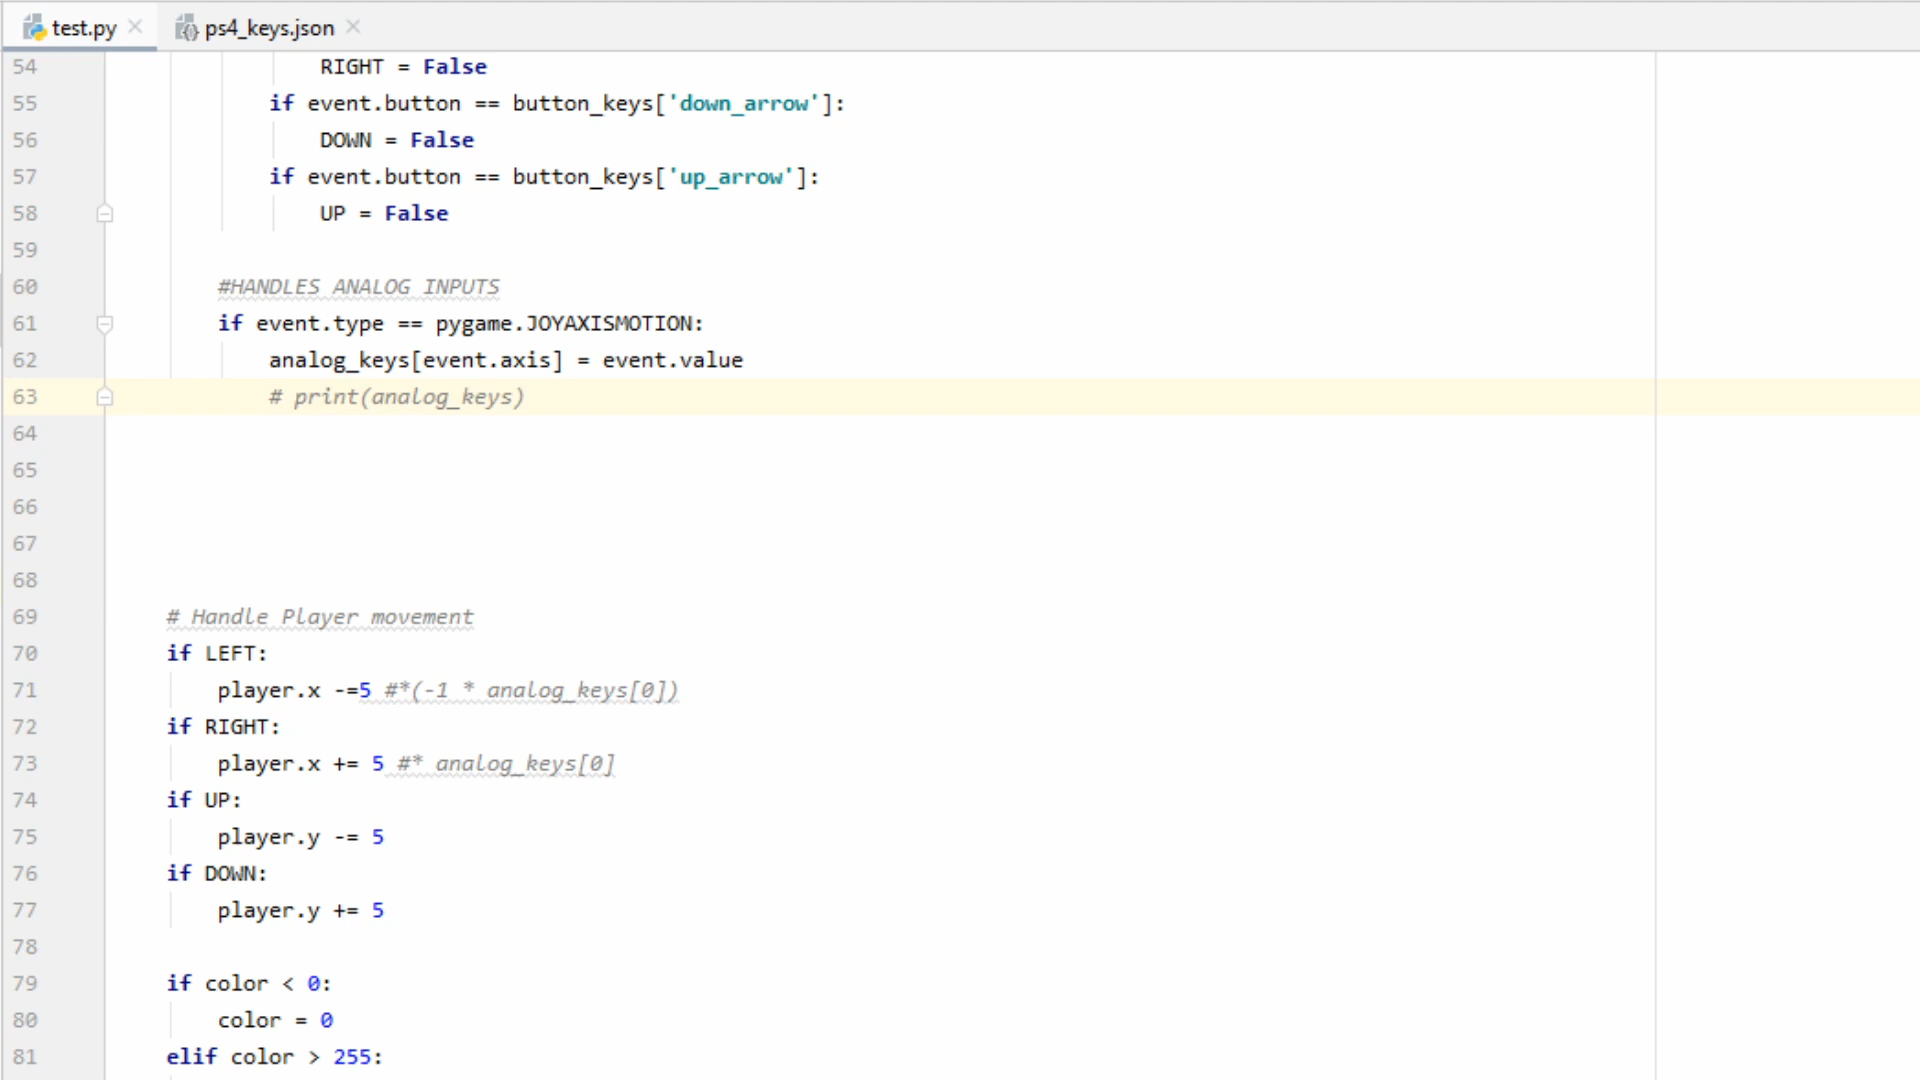 test.py ps4_keys.json
54 RIGHT = False
55 if event.button == button_keys['down_arrow']:
56 DOWN = False
57 if event.button == button_keys['up_arrow']:
58 UP = False
59
60 #HANDLES ANALOG INPUTS
61 if event.type == pygame.JOYAXISMOTION:
62 analog_keys[event.axis] = event.value
63 # print(analog_keys)
64
65
66
67
68
69 # Handle Player movement
70 if LEFT:
71 player.x -=5 #*(-1 * analog_keys[0])
72 if RIGHT:
73 player.x += 5 #* analog_keys[0]
74 if UP:
75 player.y -= 5
76 if DOWN:
77 player.y += 5
78
79 if color < 0:
80 color = 0
81 elif color > 255: